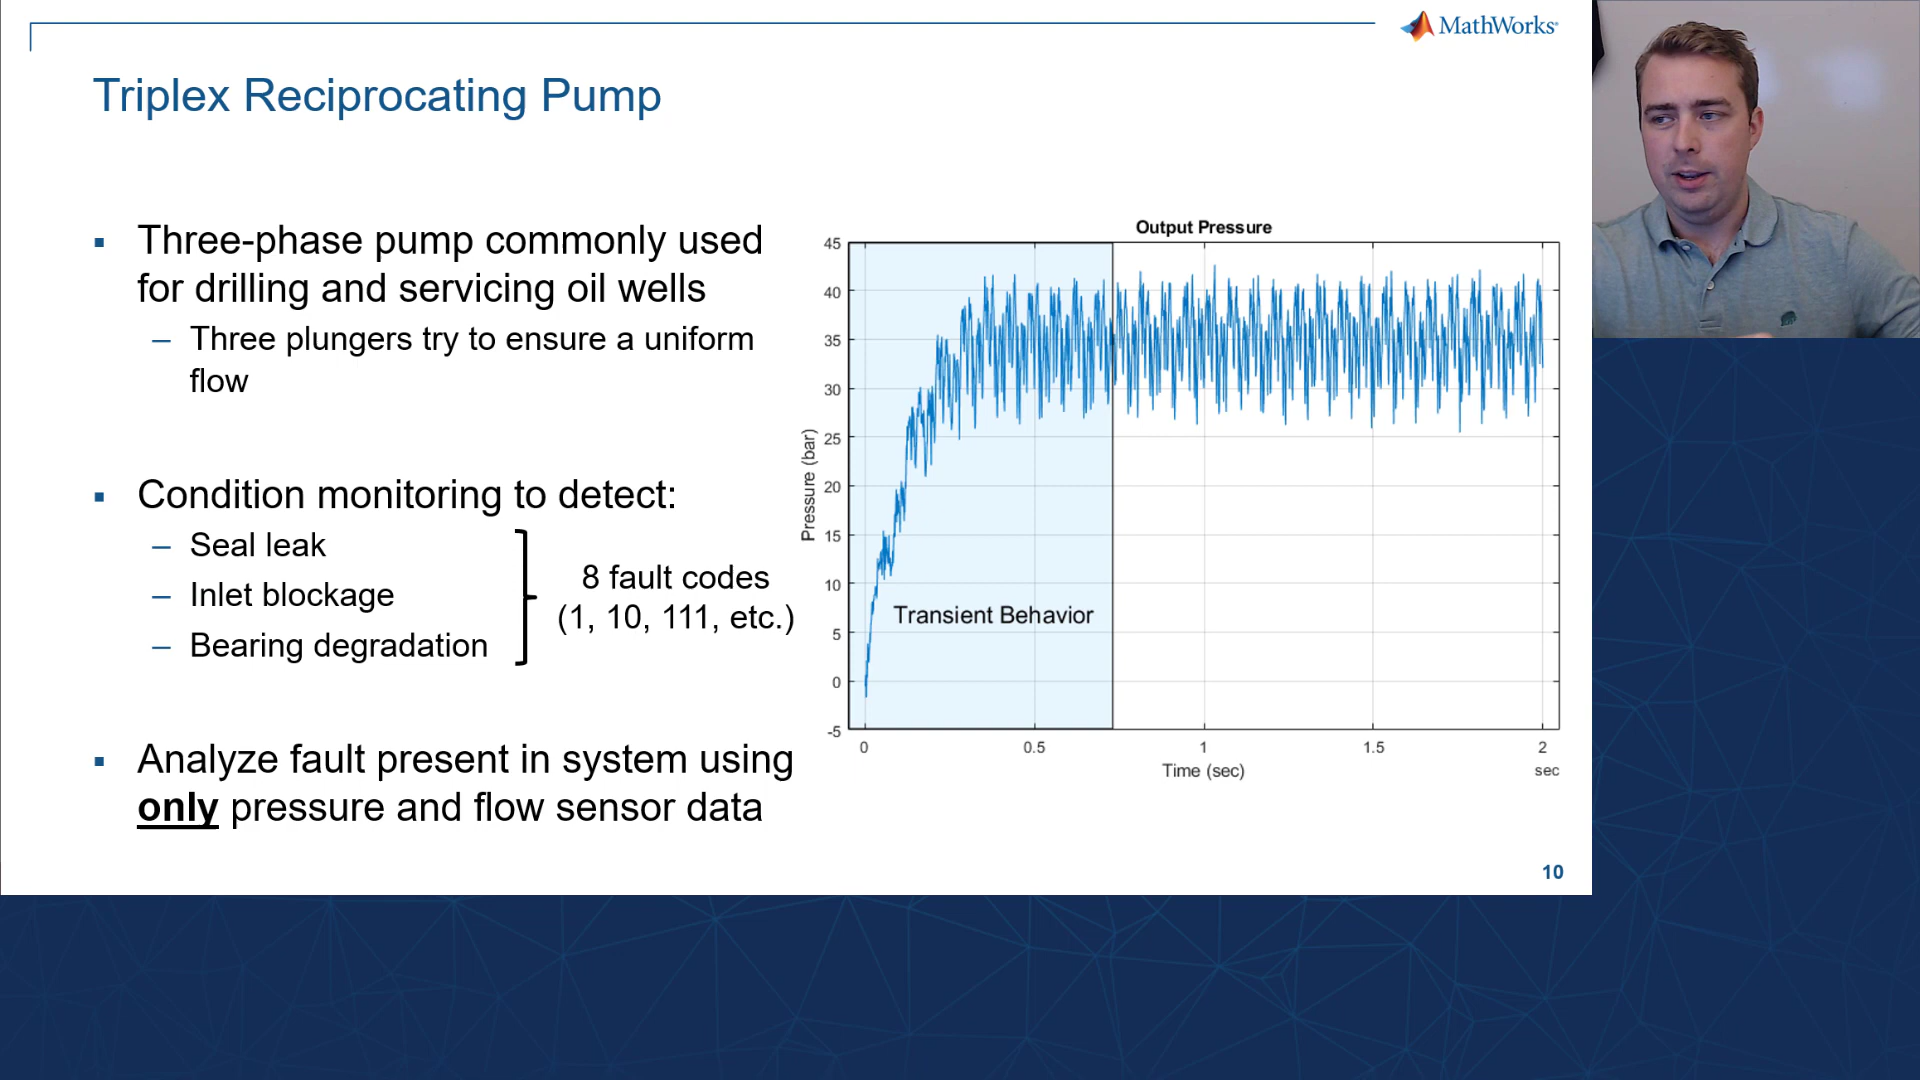 MathWorks®
Triplex Reciprocating Pump
▪ Three-phase pump commonly used
for drilling and servicing oil wells
– Three plungers try to ensure a uniform
flow
▪ Condition monitoring to detect:
– Seal leak
– Inlet blockage
– Bearing degradation
8 fault codes
(1, 10, 111, etc.)
▪ Analyze fault present in system using
only pressure and flow sensor data
Output Pressure
Pressure (bar)
45
40
35
30
25
20
15
10
5
0
-5
Transient Behavior
0 0.5 1 1.5 2
Time (sec) sec
10